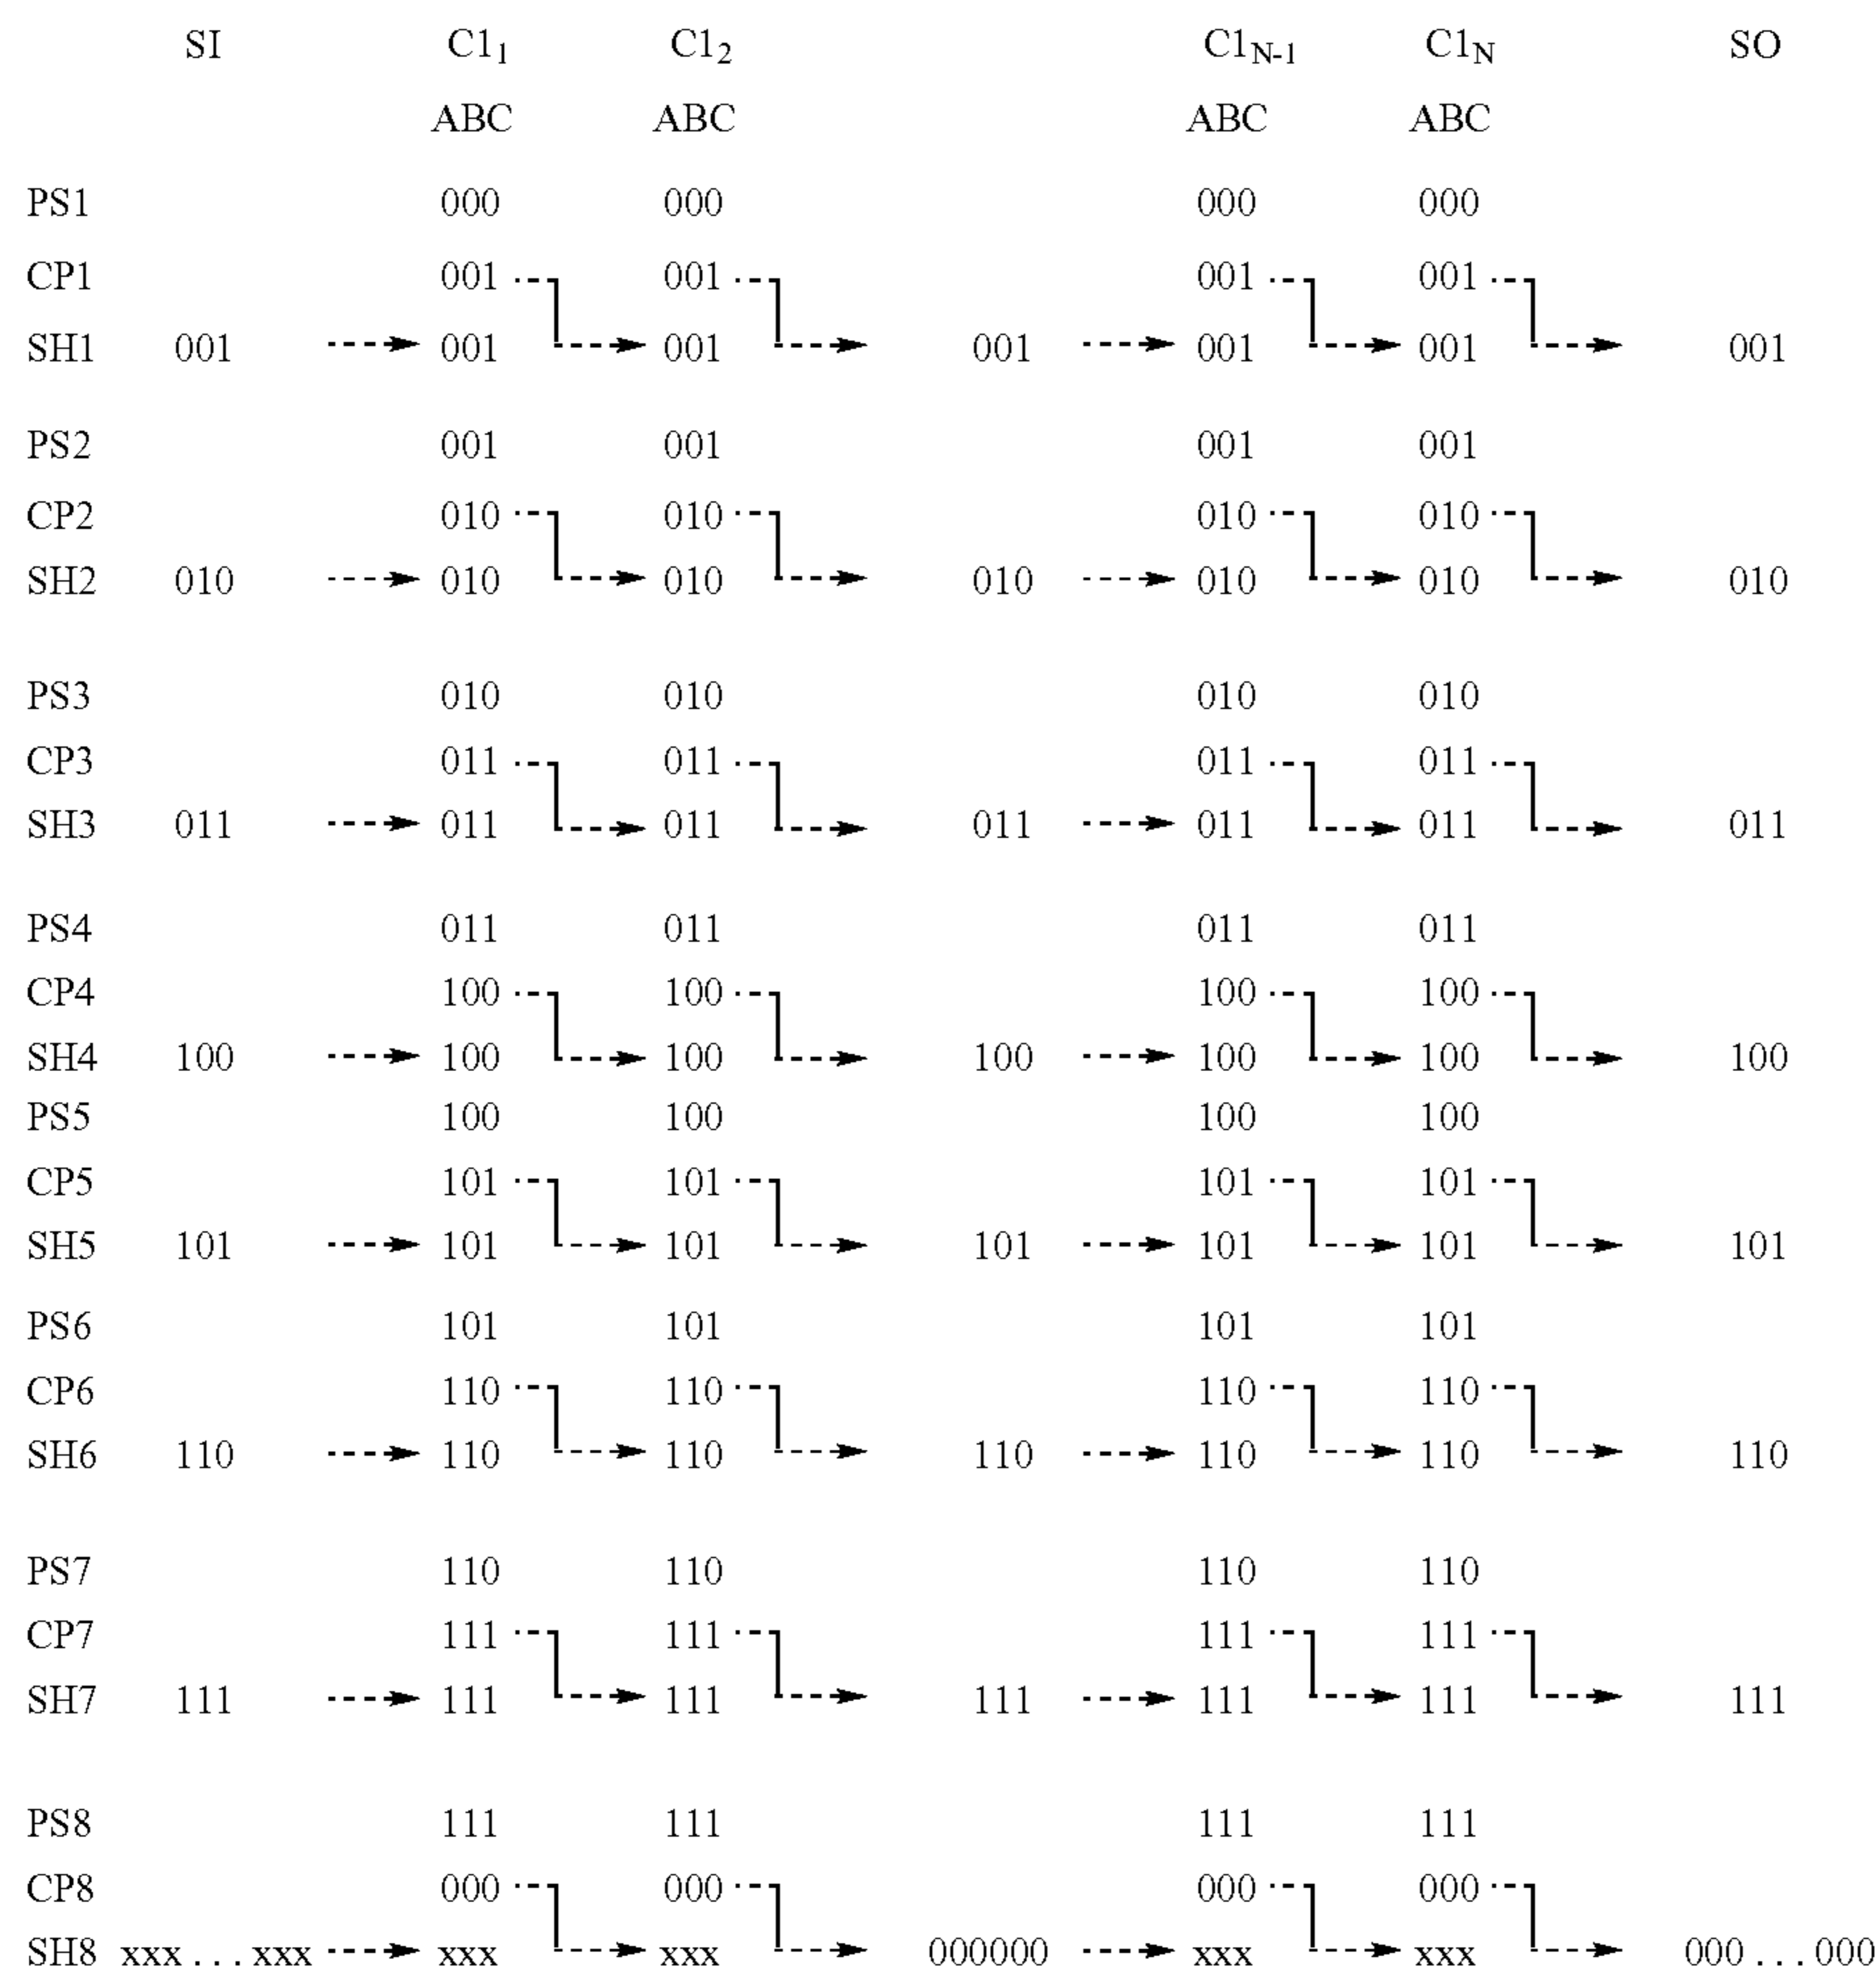 SI C1₁ C1₂ C1N-1 C1N SO
ABC ABC ABC ABC
PS1 000 000 000 000
CP1 001 001 001 001
SH1 001 001 001 001 001 001 001
PS2 001 001 001 001
CP2 010 010 010 010
SH2 010 010 010 010 010 010 010
PS3 010 010 010 010
CP3 011 011 011 011
SH3 011 011 011 011 011 011 011
PS4 011 011 011 011
CP4 100 100 100 100
SH4 100 100 100 100 100 100 100
PS5 100 100 100 100
CP5 101 101 101 101
SH5 101 101 101 101 101 101 101
PS6 101 101 101 101
CP6 110 110 110 110
SH6 110 110 110 110 110 110 110
PS7 110 110 110 110
CP7 111 111 111 111
SH7 111 111 111 111 111 111 111
PS8 111 111 111 111
CP8 000 000 000 000
SH8 xxx . . . xxx xxx xxx 000000 xxx xxx 000 . . . 000